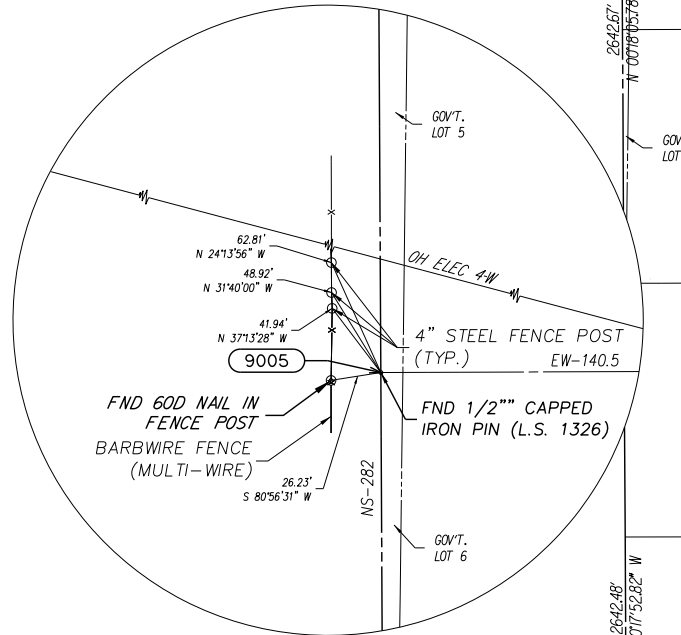 2642.67'
N 00°18'05.78"
GOV'T.
LOT 5
GOV
LOT
62.81'
N 24°13'56" W
OH ELEC 4-W
48.92'
N 31°40'00" W
41.94'
N 37°13'28" W
4" STEEL FENCE POST
(TYP.)
9005
EW-140.5
FND 60D NAIL IN
FENCE POST
FND 1/2"" CAPPED
IRON PIN (L.S. 1326)
BARBWIRE FENCE
(MULTI-WIRE)
26.23'
S 80°56'31" W
NS-282
GOV'T.
LOT 6
2642.48'
0°17'52.82" W